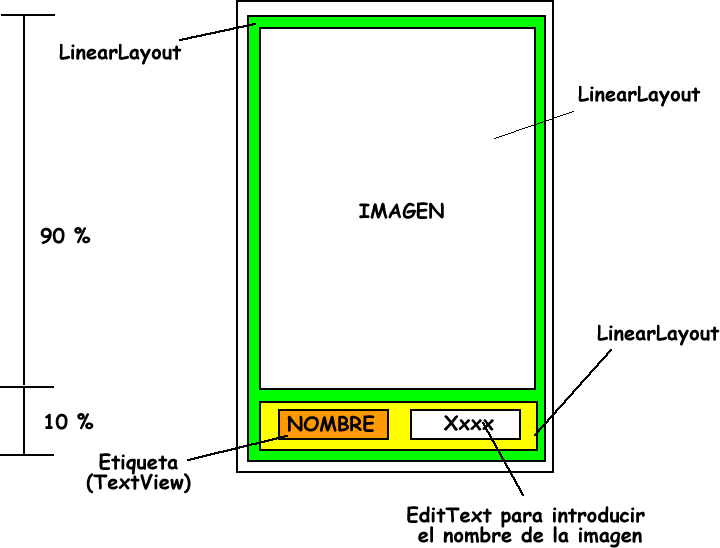 LinearLayout
LinearLayout
IMAGEN
90 %
LinearLayout
10 %
NOMBRE
Xxxx
Etiqueta
(TextView)
EditText para introducir
el nombre de la imagen